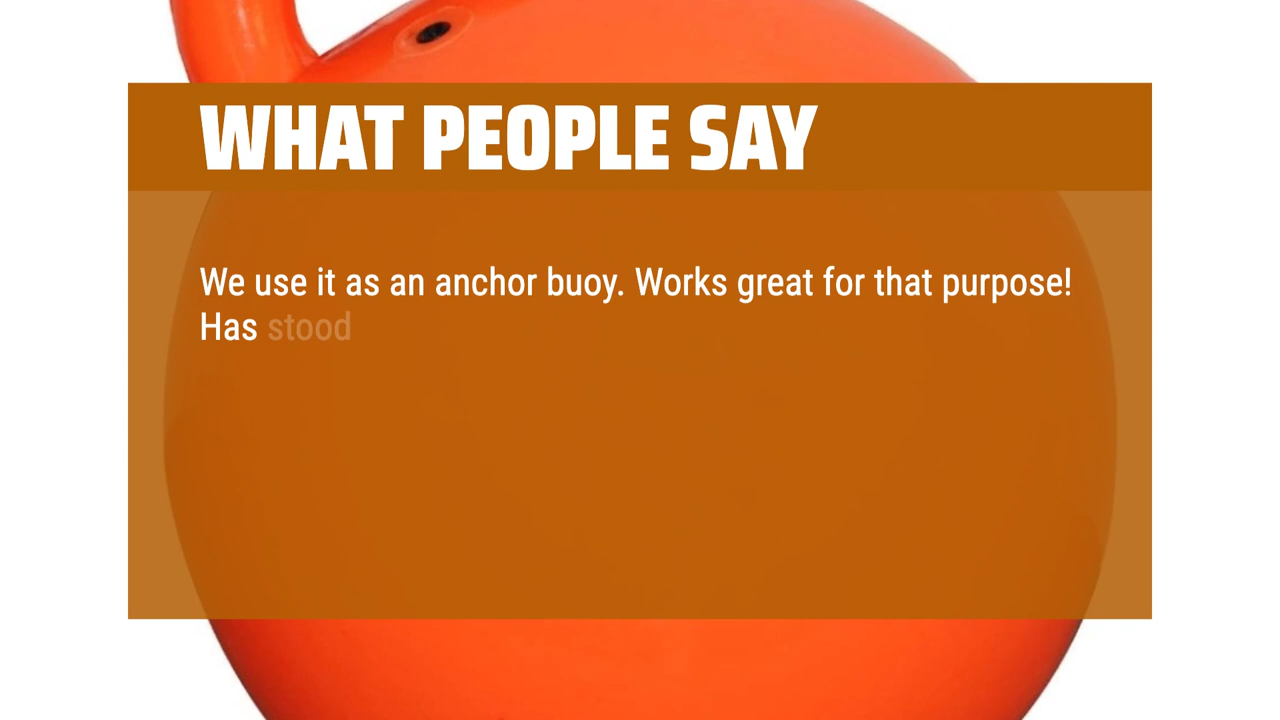 WHAT PEOPLE SAY
We use it as an anchor buoy. Works great for that purpose!
Has stood